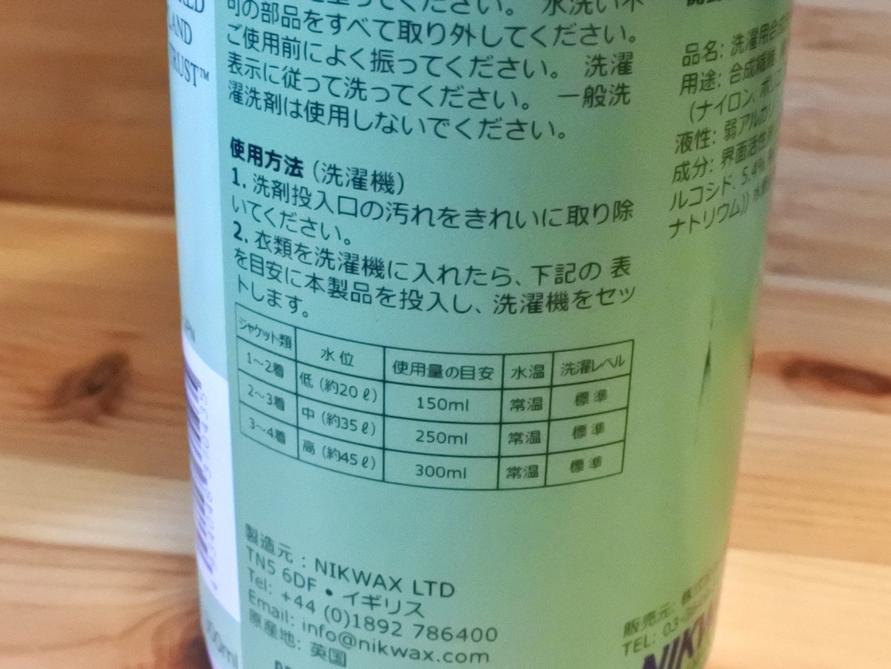 LAND
TRUST™
可の部品をすべて取り外してください。
ご使用前によく振ってください。 洗濯
表示に従って洗ってください。 一般洗
濯洗剤は使用しないでください。
使用方法 (洗濯機)
1. 洗剤投入口の汚れをきれいに取り除
いてください。
2. 衣類を洗濯機に入れたら、下記の 表
を目安に本製品を投入し、洗濯機をセッ
トします。
ジャケット類 水位 使用量の目安 水温 洗濯レベル
1〜2着 低 (約20ℓ) 150ml 常温 標準
2〜3着 中 (約35ℓ) 250ml 常温 標準
3〜4着 高 (約45ℓ) 300ml 常温 標準
製造元 : NIKWAX LTD
TN5 6DF • イギリス
Tel: +44 (0)1892 786400
Email: info@nikwax.com
原産地: 英国
品名: 洗濯用合成
用途: 合成繊維
(ナイロン、ポリエ
液性: 弱アルカリ
成分: 界面活性
ルコシド、5.4%
ナトリウム))
販売元: 株式
TEL: 03-
NIKW